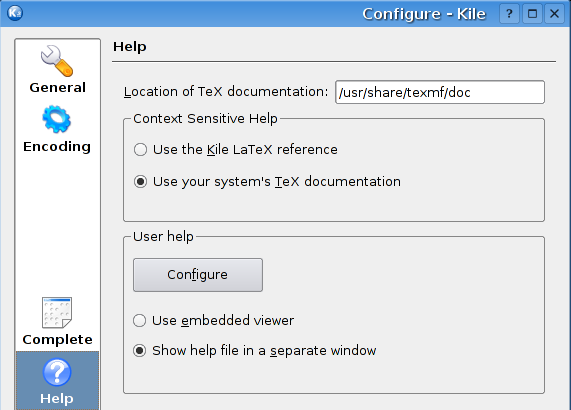 Configure - Kile
General
Encoding
Complete
Help
Help
Location of TeX documentation: /usr/share/texmf/doc
Context Sensitive Help
Use the Kile LaTeX reference
Use your system's TeX documentation
User help
Configure
Use embedded viewer
Show help file in a separate window